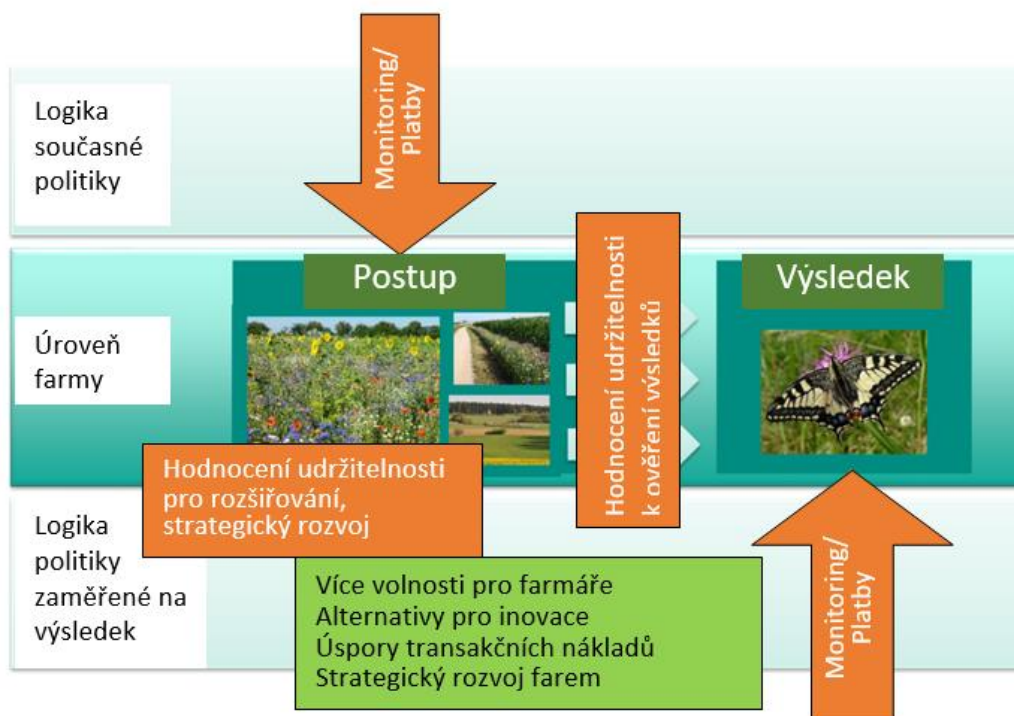 Logika
současné
politiky
Monitoring/
Platby
Úroveň
farmy
Postup
Hodnocení udržitelnosti
k ověření výsledků
Výsledek
Hodnocení udržitelnosti
pro rozšiřování,
strategický rozvoj
Logika
politiky
zaměřené na
výsledek
Více volnosti pro farmáře
Alternativy pro inovace
Úspory transakčních nákladů
Strategický rozvoj farem
Monitoring/
Platby